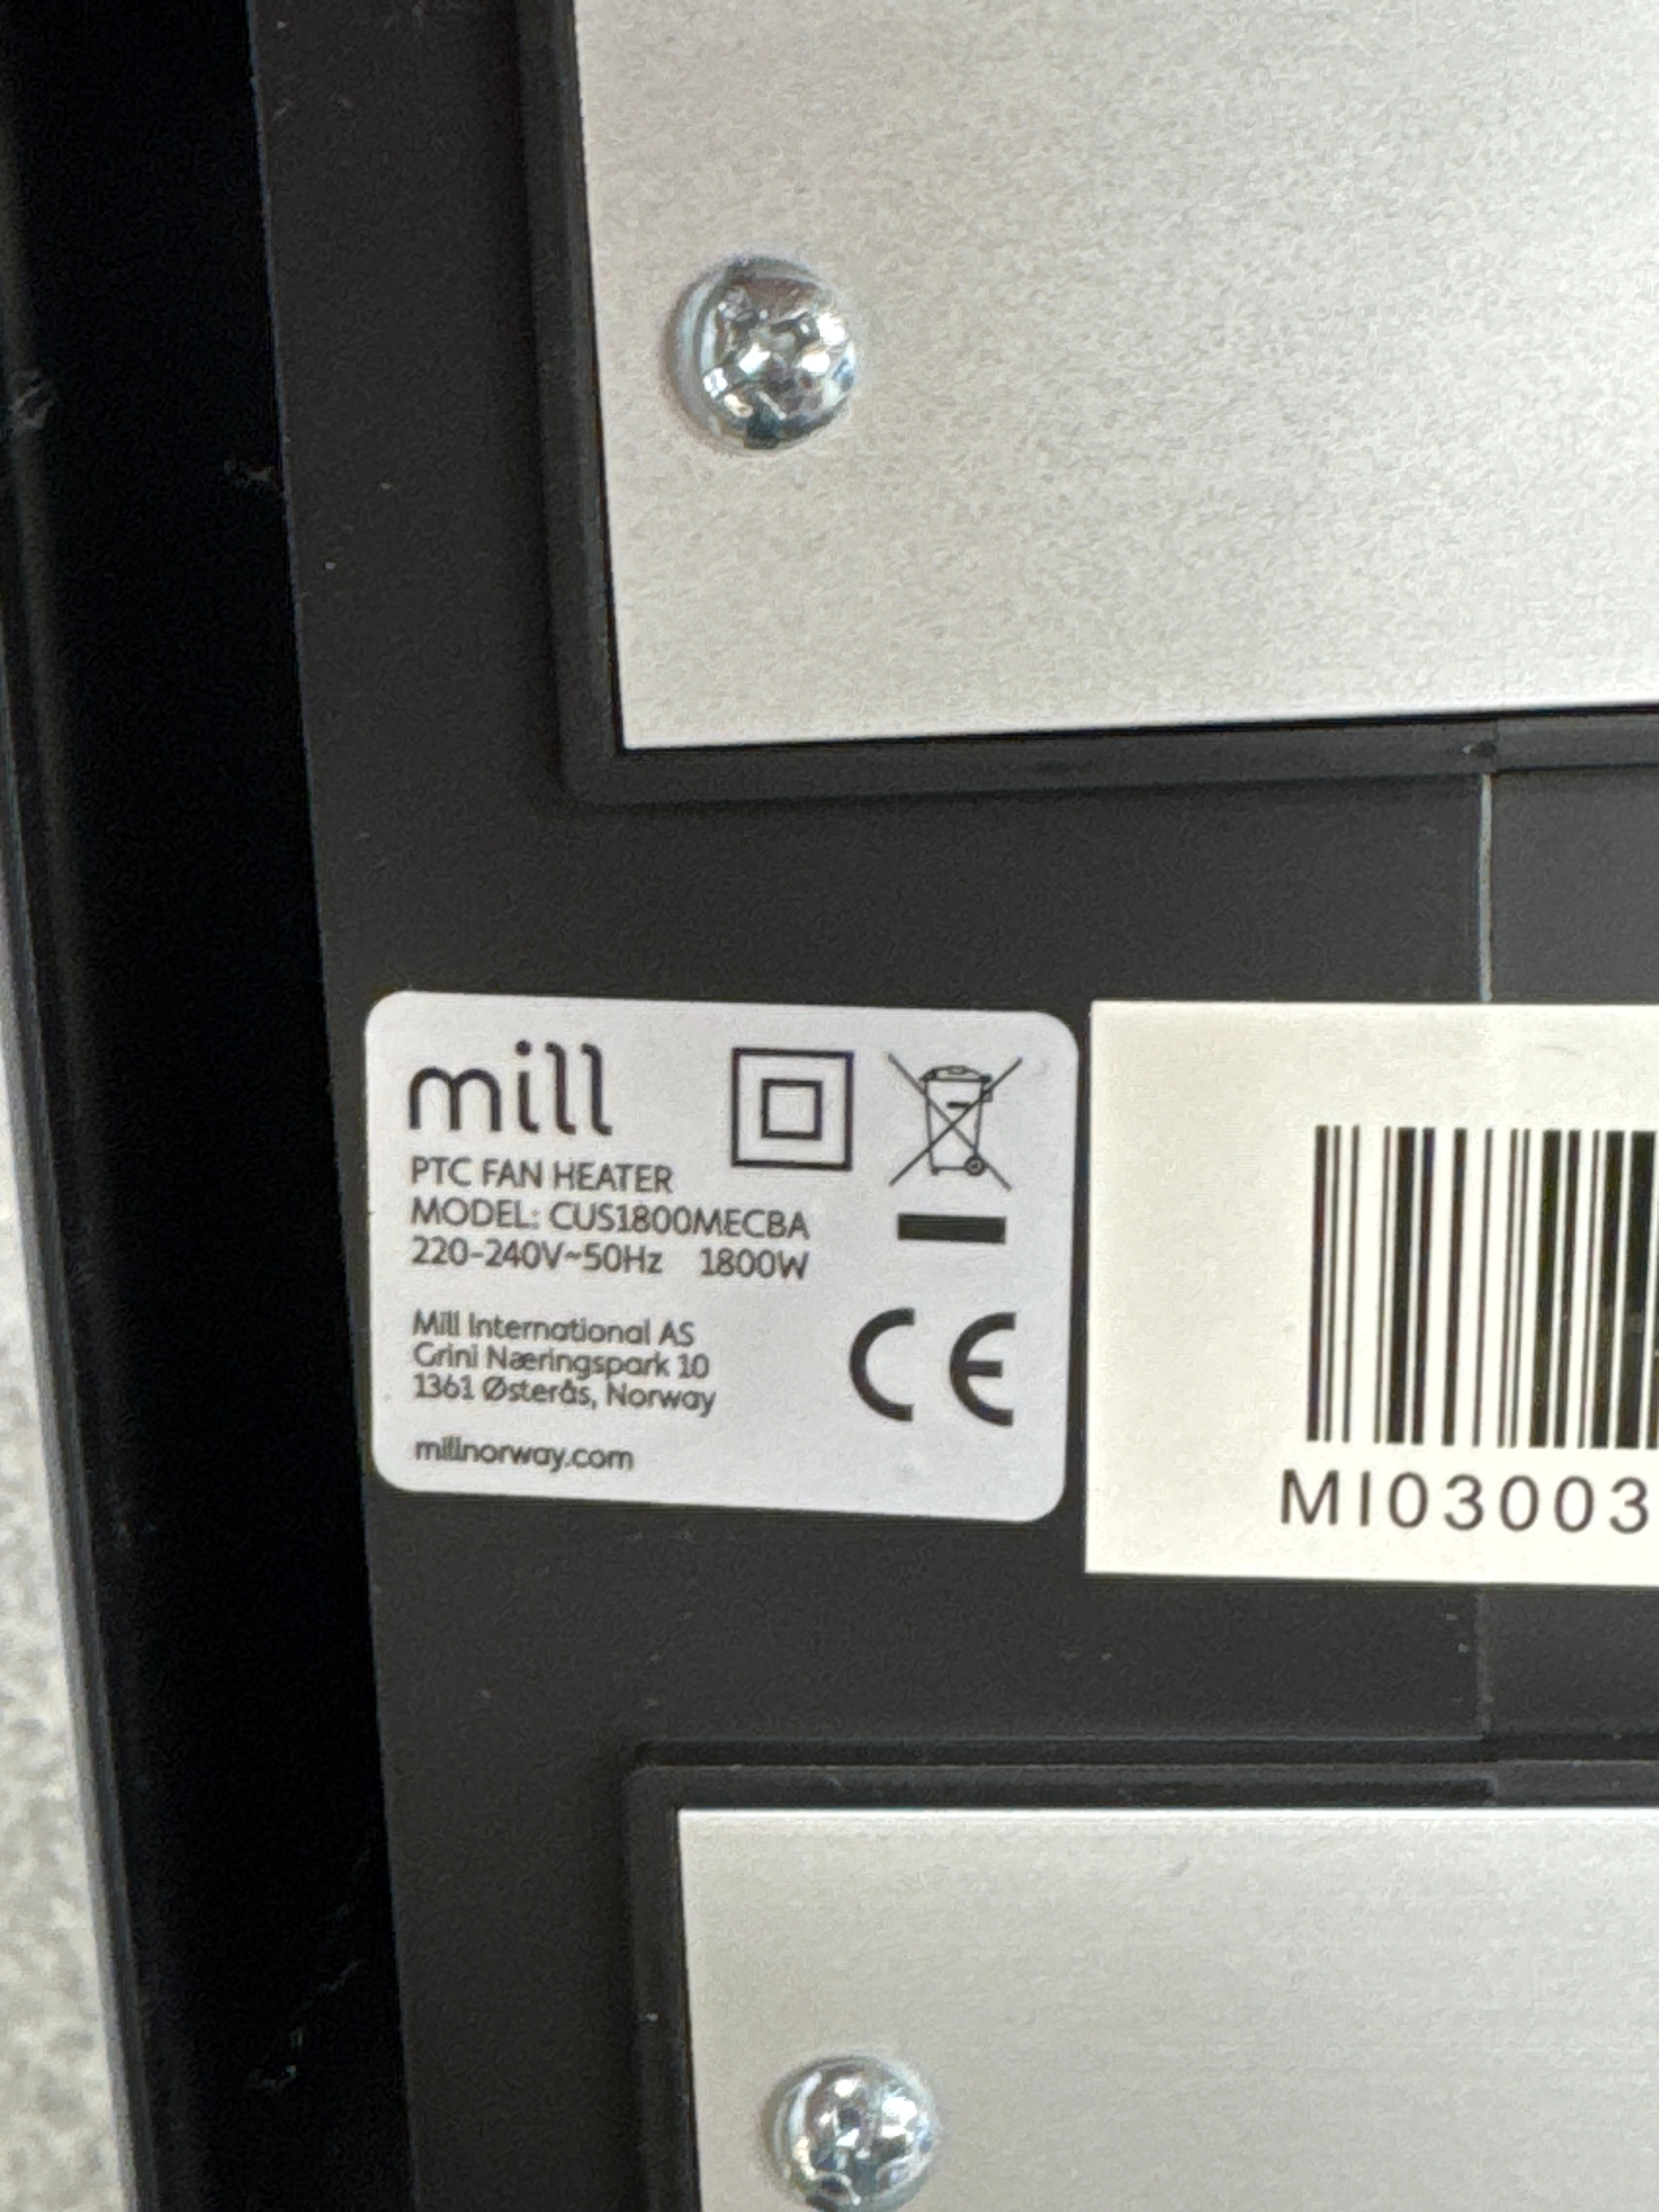 mill
PTC FAN HEATER
MODEL: CUS1800MECBA
220-240V~50Hz 1800W
Mill International AS
Grini Næringspark 10
1361 Østerås, Norway
millnorway.com
CE
MI03003